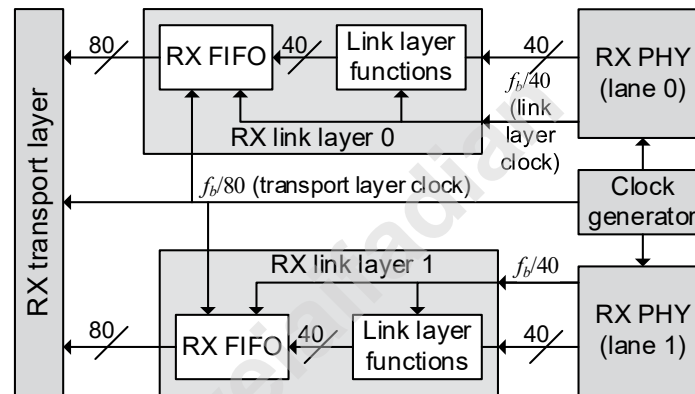 RX transport layer
80
RX FIFO
40
Link layer
functions
40
RX PHY
(lane 0)
f_b/40
(link
layer
clock)
RX link layer 0
f_b/80 (transport layer clock)
Clock
generator
RX link layer 1
f_b/40
80
RX FIFO
40
Link layer
functions
40
RX PHY
(lane 1)